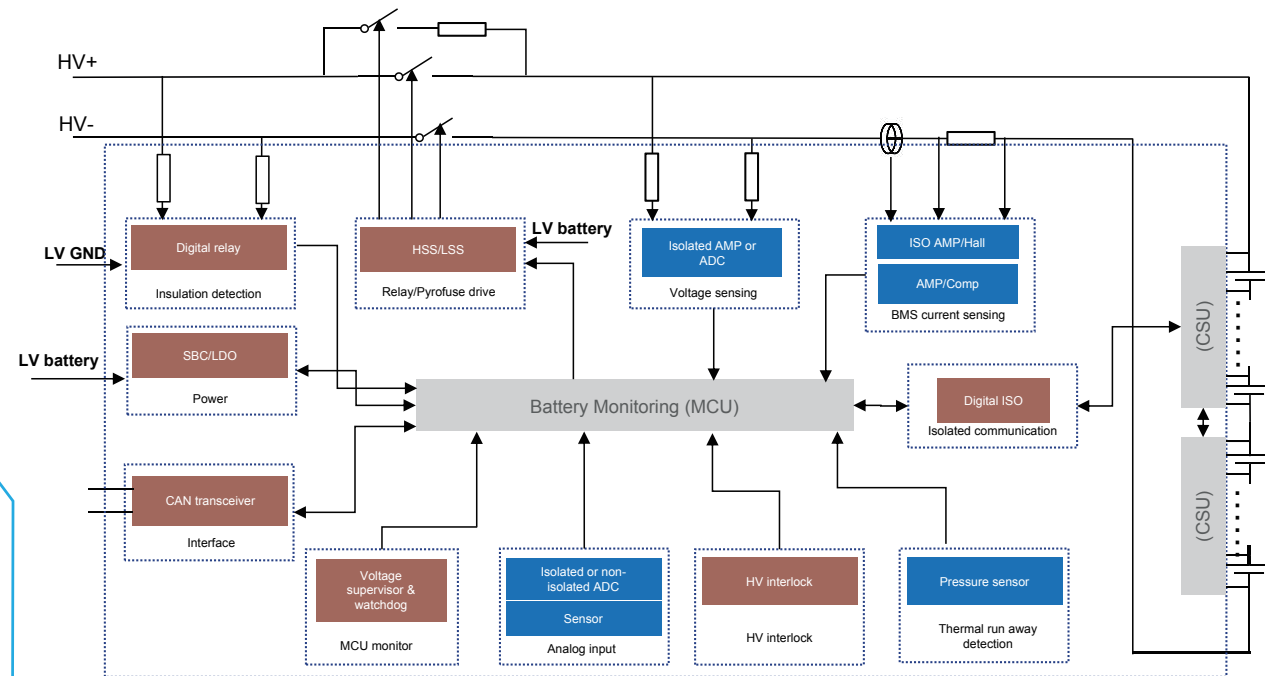 HV+
HV-
LV battery
LV GND
Digital relay
Insulation detection
HSS/LSS
Relay/Pyrofuse drive
Isolated AMP or
ADC
Voltage sensing
ISO AMP/Hall
AMP/Comp
BMS current sensing
(CSU)
LV battery
SBC/LDO
Power
Battery Monitoring (MCU)
Digital ISO
Isolated communication
(CSU)
CAN transceiver
Interface
Voltage
supervisor &
watchdog
MCU monitor
Isolated or non-
isolated ADC
Sensor
Analog input
HV interlock
HV interlock
Pressure sensor
Thermal run away
detection